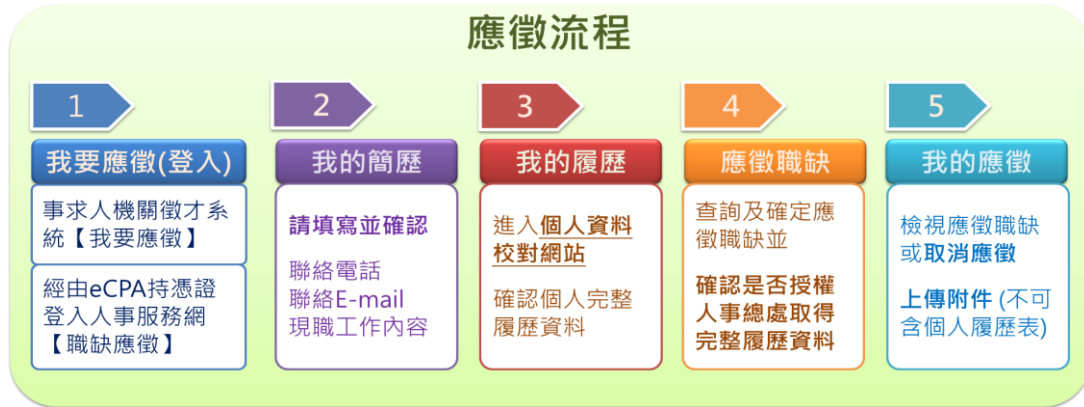 應徵流程
1
我要應徵(登入)
事求人機關徵才系
統【我要應徵】
經由eCPA持憑證
登入人事服務網
【職缺應徵】
2
我的簡歷
請填寫並確認
聯絡電話
聯絡E-mail
現職工作內容
3
我的履歷
進入個人資料
校對網站
確認個人完整
履歷資料
4
應徵職缺
查詢及確定應
徵職缺並
確認是否授權
人事總處取得
完整履歷資料
5
我的應徵
檢視應徵職缺
或取消應徵
上傳附件 (不可
含個人履歷表)